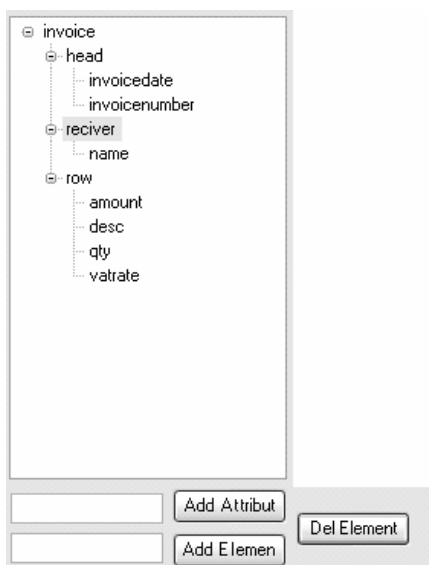 invoice
head
invoicedate
invoicenumber
reciver
name
row
amount
desc
qty
vatrate
Add Attribut
Del Element
Add Elemen